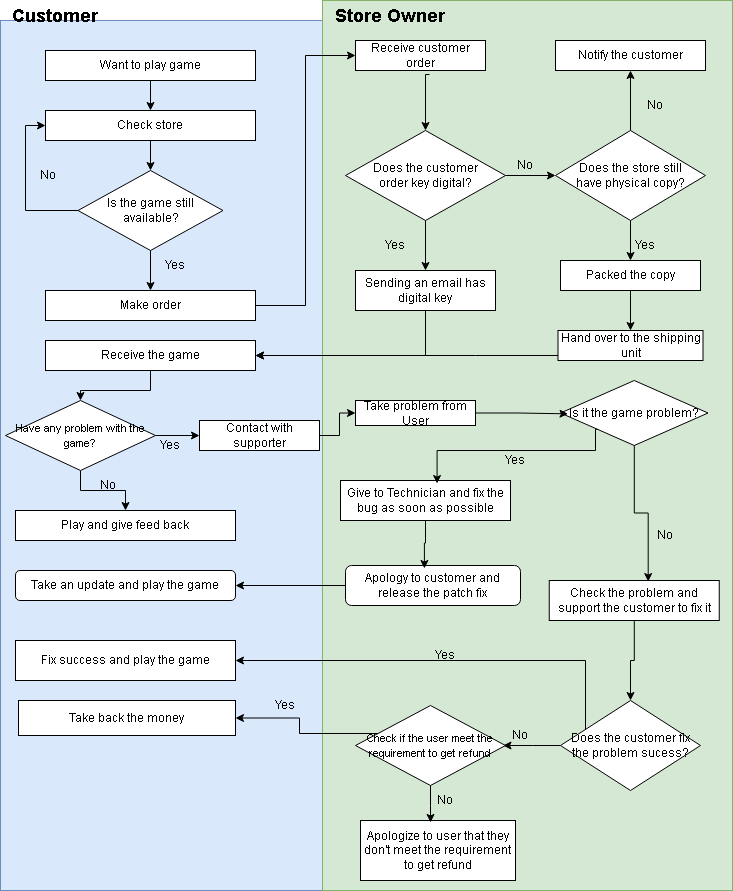 Customer
Store Owner
Want to play game
Check store
No
Is the game still
available?
Yes
Make order
Receive customer
order
Notify the customer
No
Does the customer
order key digital?
No
Does the store still
have physical copy?
Yes
Yes
Sending an email has
digital key
Packed the copy
Hand over to the shipping
unit
Receive the game
Have any problem with the
game?
Yes
Contact with
supporter
Take problem from
User
Is it the game problem?
Yes
No
Play and give feed back
Give to Technician and fix the
bug as soon as possible
No
Take an update and play the game
Apology to customer and
release the patch fix
Check the problem and
support the customer to fix it
Fix success and play the game
Yes
Take back the money
Yes
Check if the user meet the
requirement to get refund
No
Does the customer fix
the problem sucess?
No
Apologize to user that they
don't meet the requirement
to get refund